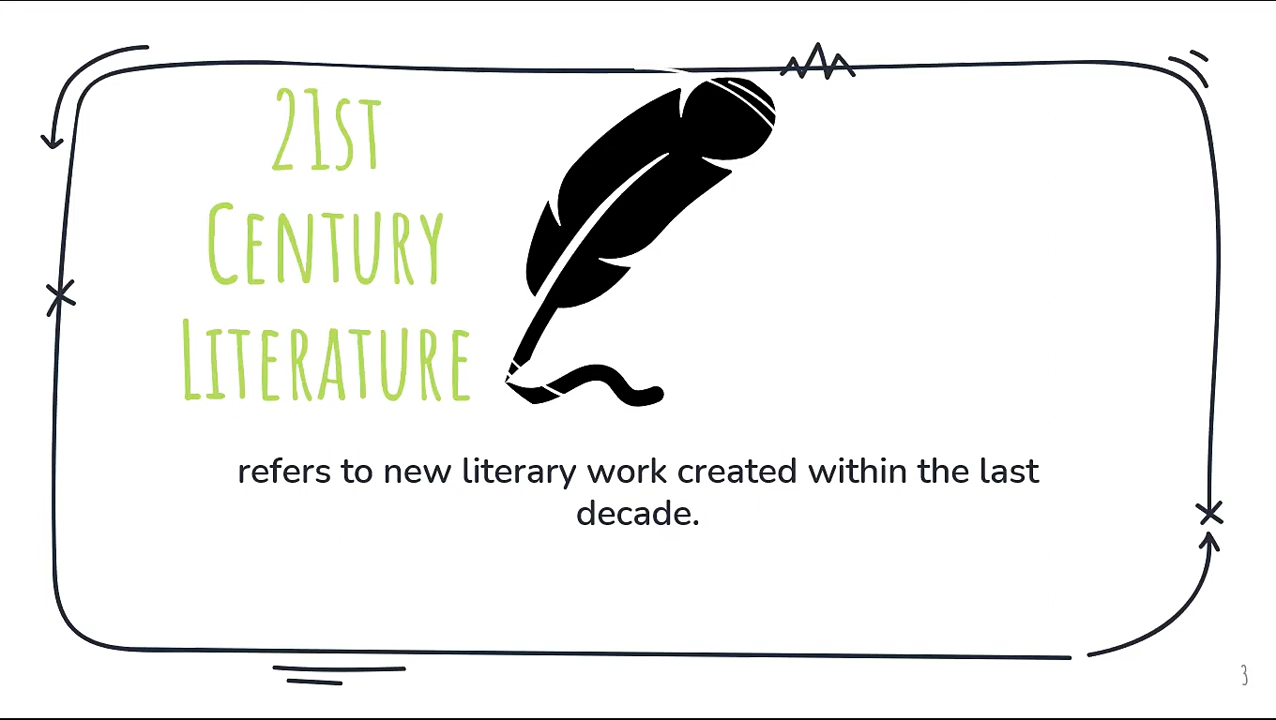 21st
Century
Literature
refers to new literary work created within the last
decade.
3